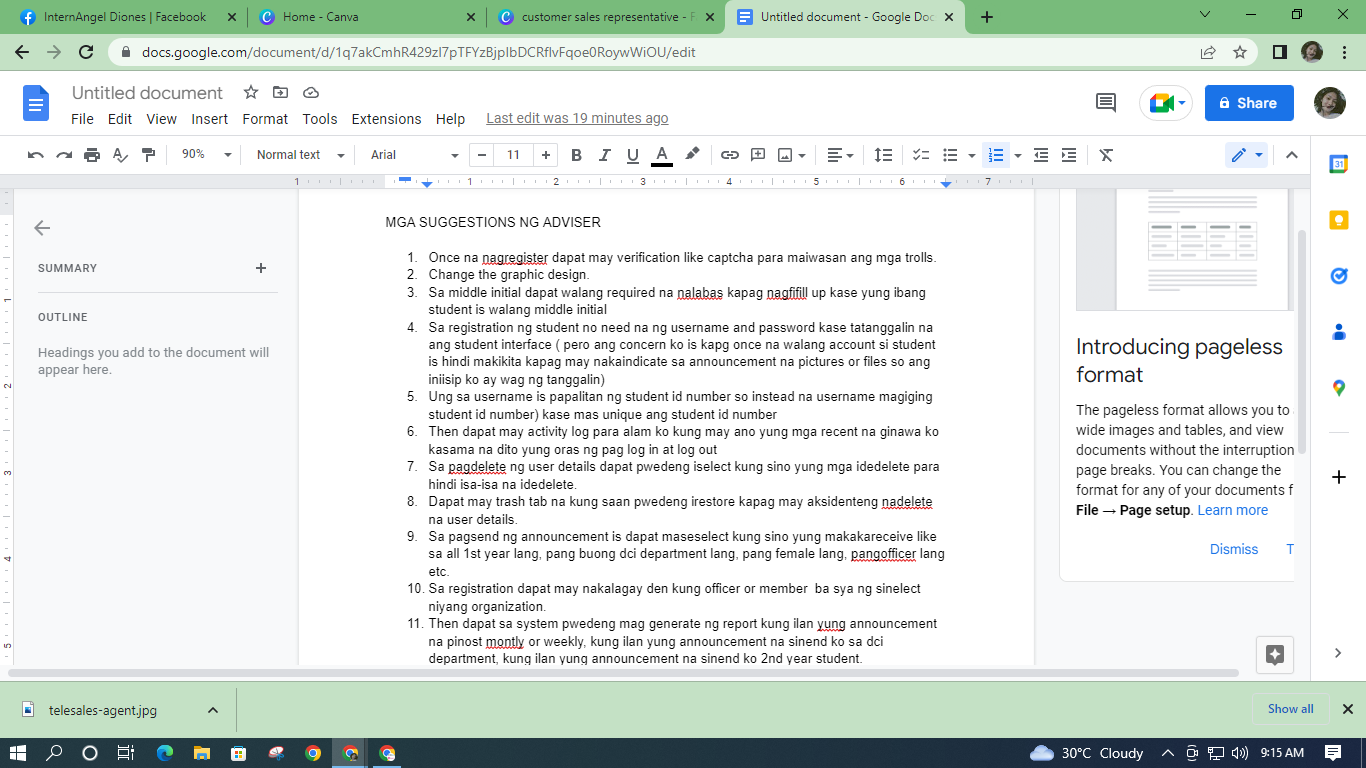 InternAngel Diones | Facebook
Home - Canva
customer sales representative - F
Untitled document - Google Doc
docs.google.com/document/d/1q7akCmhR429zI7pTFYzBjpIbDCRflvFqoe0RoywWiOU/edit
Untitled document
File Edit View Insert Format Tools Extensions Help Last edit was 19 minutes ago
Share
90% Normal text Arial 11
B I U A
31
1 1 2 3 4 5 6 7
SUMMARY
OUTLINE
Headings you add to the document will
appear here.
1
2
3
4
5
MGA SUGGESTIONS NG ADVISER
1. Once na nagregister dapat may verification like captcha para maiwasan ang mga trolls.
2. Change the graphic design.
3. Sa middle initial dapat walang required na nalabas kapag nagfifill up kase yung ibang
student is walang middle initial
4. Sa registration ng student no need na ng username and password kase tatanggalin na
ang student interface ( pero ang concern ko is kapg once na walang account si student
is hindi makikita kapag may nakaindicate sa announcement na pictures or files so ang
iniisip ko ay wag ng tanggalin)
5. Ung sa username is papalitan ng student id number so instead na username magiging
student id number) kase mas unique ang student id number
6. Then dapat may activity log para alam ko kung may ano yung mga recent na ginawa ko
kasama na dito yung oras ng pag log in at log out
7. Sa pagdelete ng user details dapat pwedeng iselect kung sino yung mga idedelete para
hindi isa-isa na idedelete.
8. Dapat may trash tab na kung saan pwedeng irestore kapag may aksidenteng nadelete
na user details.
9. Sa pagsend ng announcement is dapat maseselect kung sino yung makakareceive like
sa all 1st year lang, pang buong dci department lang, pang female lang, pangofficer lang
etc.
10. Sa registration dapat may nakalagay den kung officer or member  ba sya ng sinelect
niyang organization.
11. Then dapat sa system pwedeng mag generate ng report kung ilan yung announcement
na pinost montly or weekly, kung ilan yung announcement na sinend ko sa dci
department, kung ilan yung announcement na sinend ko 2nd year student.
Introducing pageless
format
The pageless format allows you to
wide images and tables, and view
documents without the interruption
page breaks. You can change the
format for any of your documents f
File → Page setup. Learn more
Dismiss T
telesales-agent.jpg
Show all
30°C Cloudy
9:15 AM